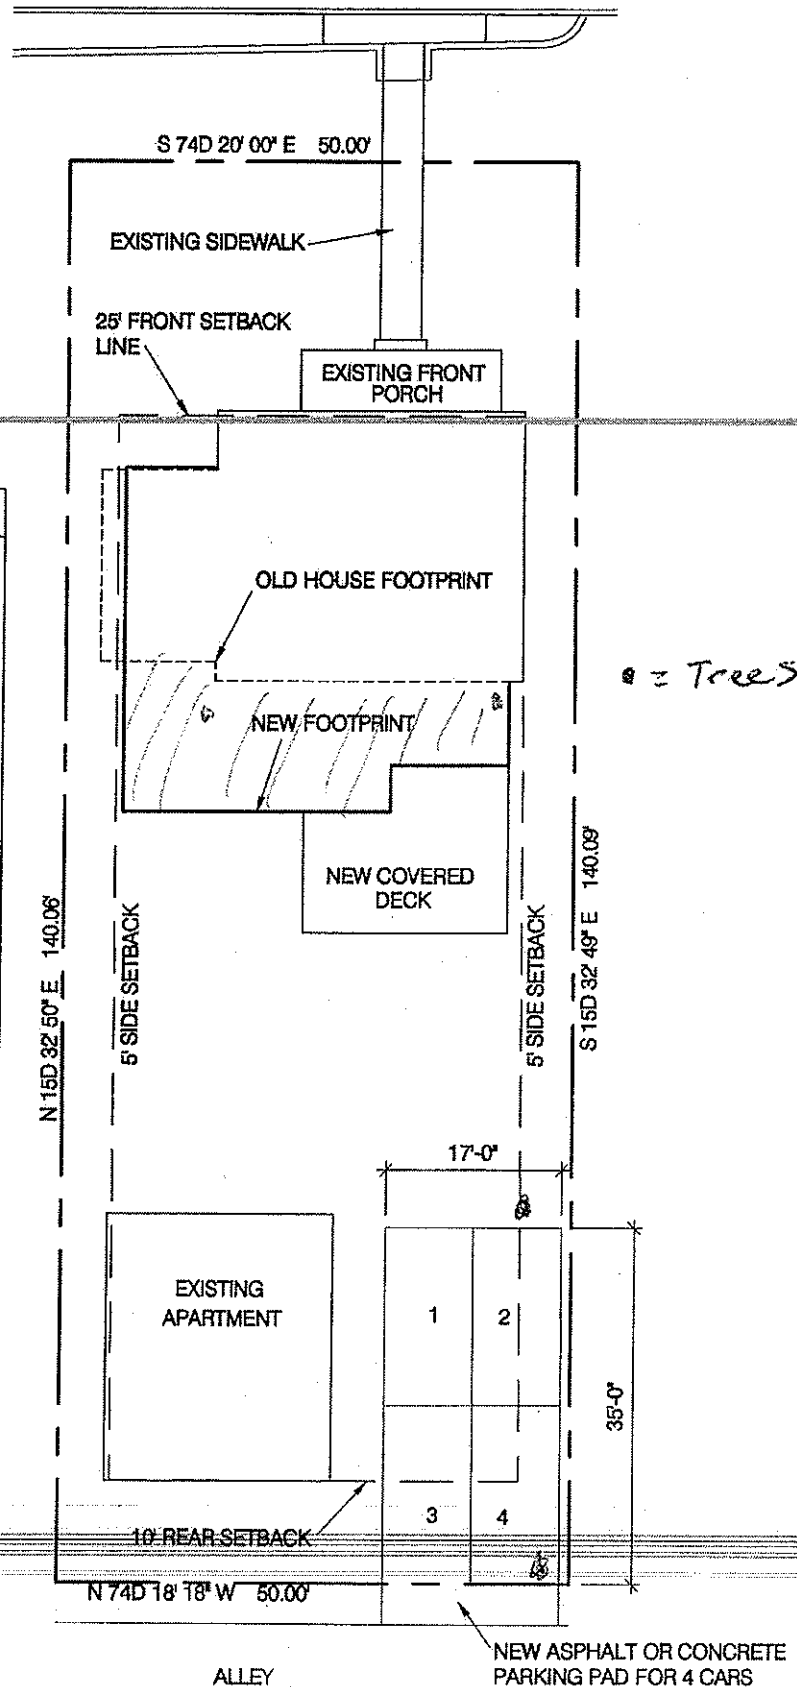 S 74D 20' 00" E 50.00'
EXISTING SIDEWALK
25' FRONT SETBACK
LINE
EXISTING FRONT
PORCH
OLD HOUSE FOOTPRINT
= Trees
NEW FOOTPRINT
NEW COVERED
DECK
N 15D 32' 50" E 140.06'
5' SIDE SETBACK
5' SIDE SETBACK
S 15D 32' 49" E 140.09'
17'-0"
EXISTING
APARTMENT
1
2
35'-0"
3
4
10' REAR SETBACK
N 74D 18' 18" W 50.00'
NEW ASPHALT OR CONCRETE
PARKING PAD FOR 4 CARS
ALLEY